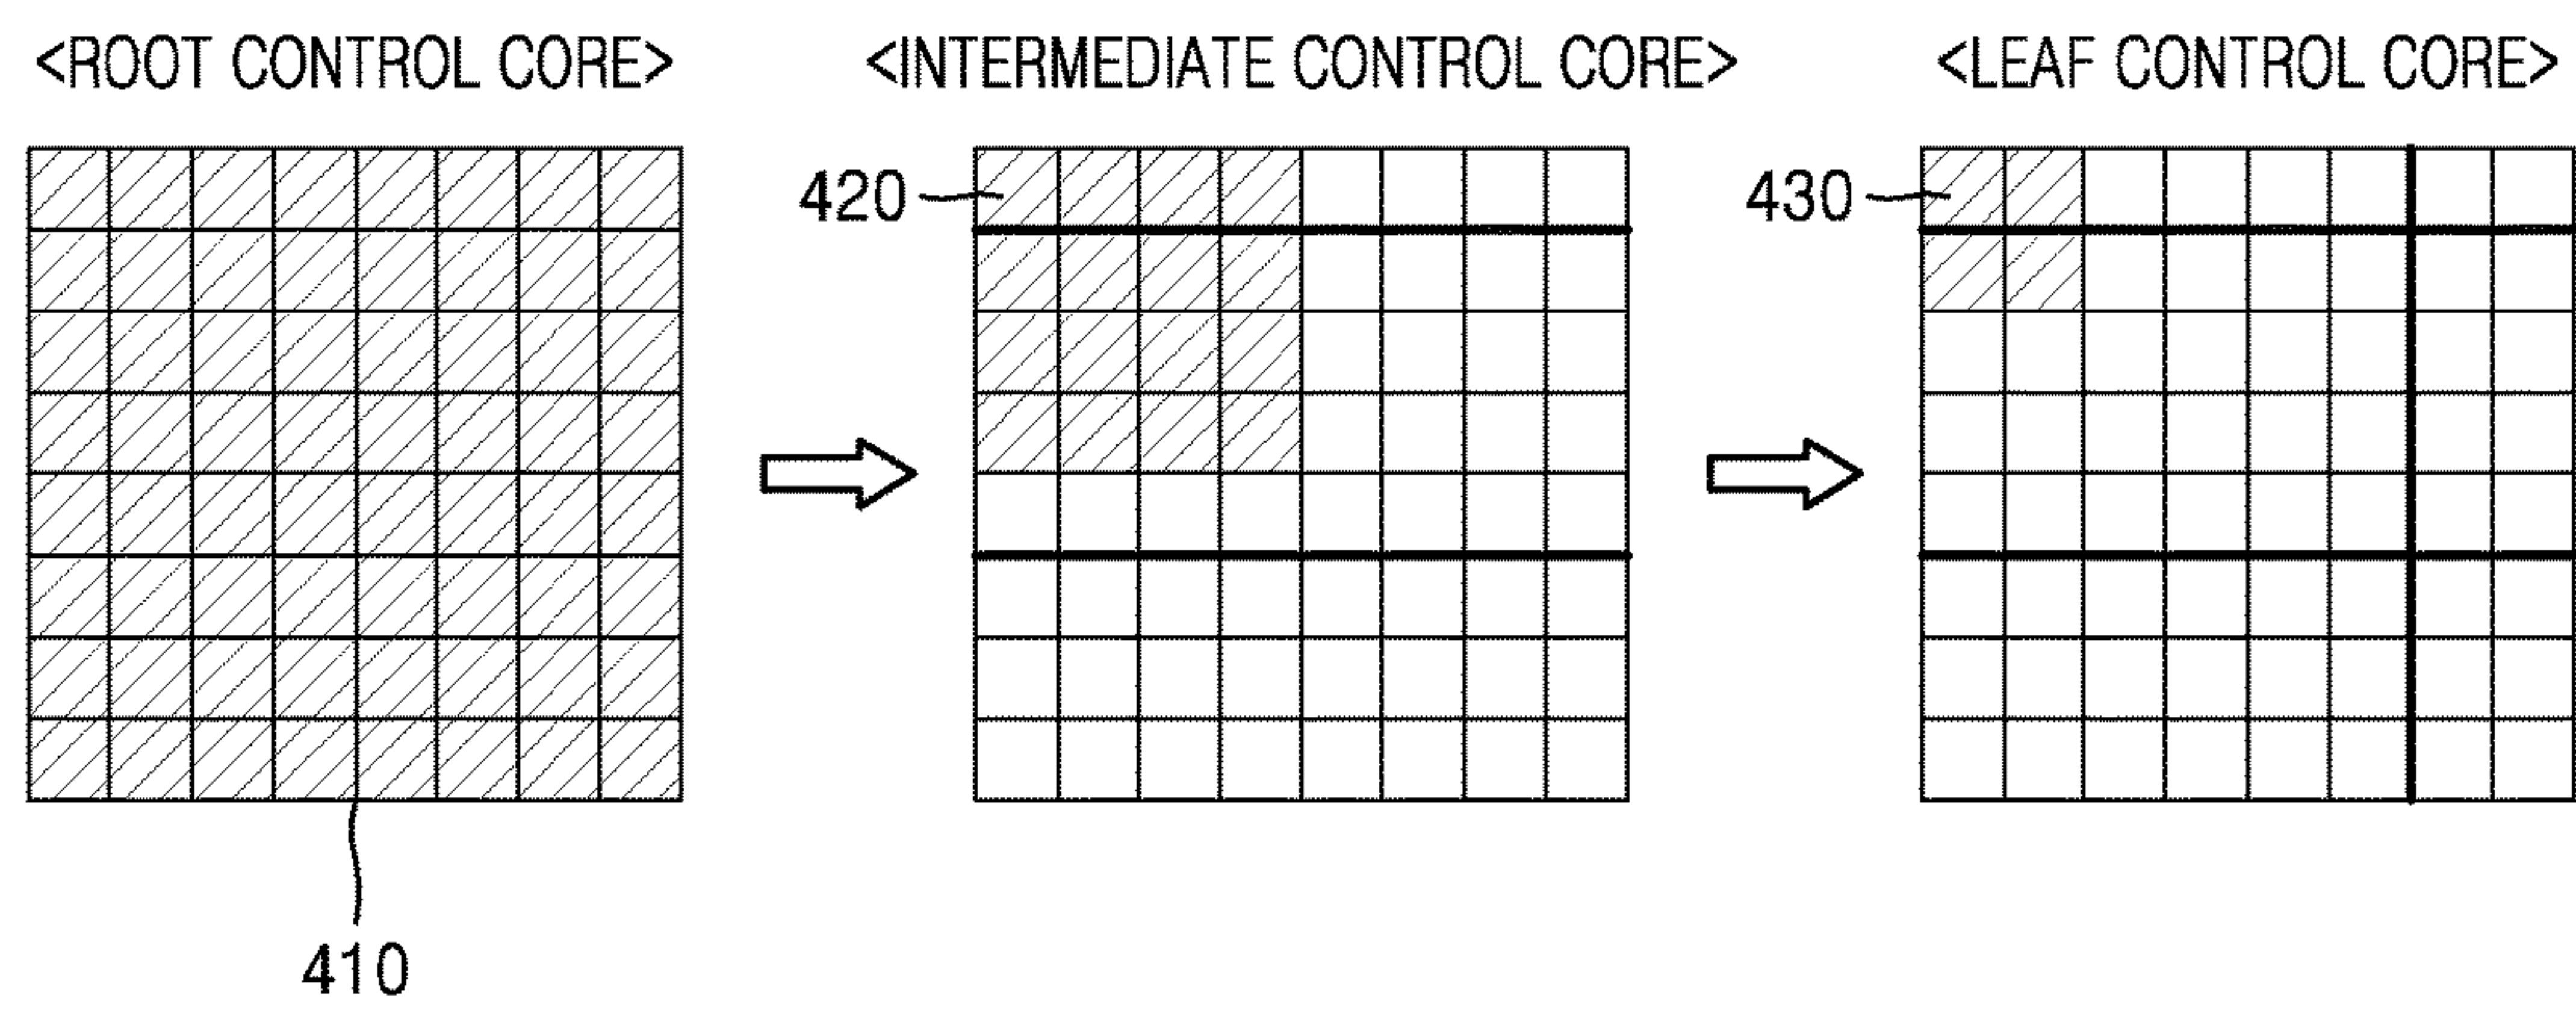 <ROOT CONTROL CORE>
<INTERMEDIATE CONTROL CORE>
<LEAF CONTROL CORE>
420
430
410